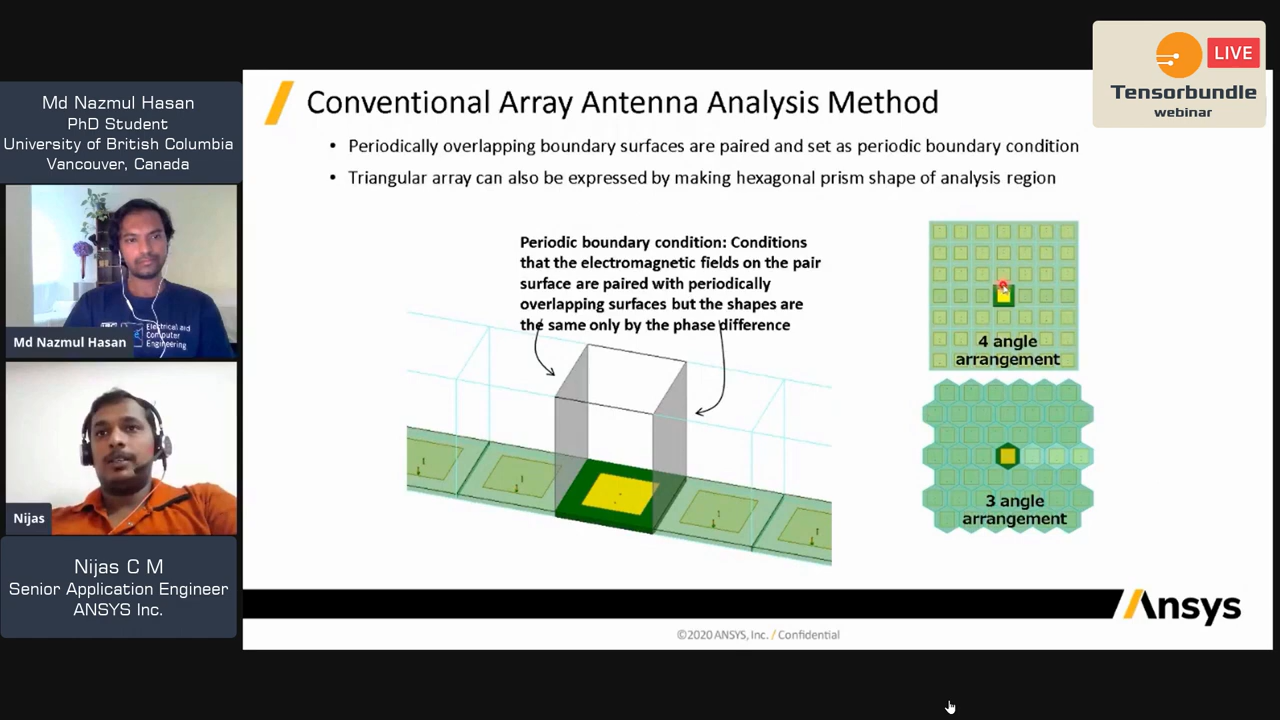 Md Nazmul Hasan
PhD Student
University of British Columbia
Vancouver, Canada
Electrical and
Computer
Engineering
Md Nazmul Hasan
Nijas
Nijas C M
Senior Application Engineer
ANSYS Inc.
LIVE
Tensorbundle
webinar
Conventional Array Antenna Analysis Method
• Periodically overlapping boundary surfaces are paired and set as periodic boundary condition
• Triangular array can also be expressed by making hexagonal prism shape of analysis region
Periodic boundary condition: Conditions
that the electromagnetic fields on the pair
surface are paired with periodically
overlapping surfaces but the shapes are
the same only by the phase difference
4 angle
arrangement
3 angle
arrangement
Ansys
©2020 ANSYS, Inc. / Confidential